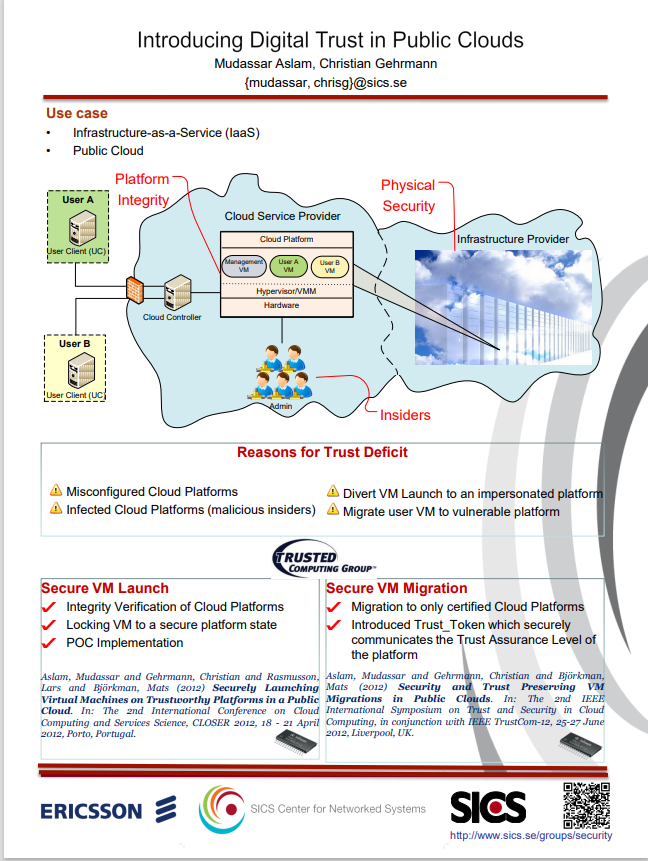 Introducing Digital Trust in Public Clouds
Mudassar Aslam, Christian Gehrmann
{mudassar, chrisg}@sics.se
Use case
• Infrastructure-as-a-Service (IaaS)
• Public Cloud
Platform
Integrity
Physical
Security
User A
User Client (UC)
Cloud Service Provider
Infrastructure Provider
Cloud Platform
Management
VM
User A
VM
User B
VM
Hypervisor/VMM
Hardware
Cloud Controller
User B
User Client (UC)
Admin
Insiders
Reasons for Trust Deficit
Misconfigured Cloud Platforms
Infected Cloud Platforms (malicious insiders)
Divert VM Launch to an impersonated platform
Migrate user VM to vulnerable platform
TRUSTED
COMPUTING GROUP™
Secure VM Launch
Integrity Verification of Cloud Platforms
Locking VM to a secure platform state
POC Implementation
Aslam, Mudassar and Gehrmann, Christian and Rasmusson,
Lars and Björkman, Mats (2012) Securely Launching
Virtual Machines on Trustworthy Platforms in a Public
Cloud. In: The 2nd International Conference on Cloud
Computing and Services Science, CLOSER 2012, 18 - 21 April
2012, Porto, Portugal.
Secure VM Migration
Migration to only certified Cloud Platforms
Introduced Trust_Token which securely
communicates the Trust Assurance Level of
the platform
Aslam, Mudassar and Gehrmann, Christian and Björkman,
Mats (2012) Security and Trust Preserving VM
Migrations in Public Clouds. In: The 2nd IEEE
International Symposium on Trust and Security in Cloud
Computing, in conjunction with IEEE TrustCom-12, 25-27 June
2012, Liverpool, UK.
ERICSSON
SICS Center for Networked Systems
SICS
http://www.sics.se/groups/security